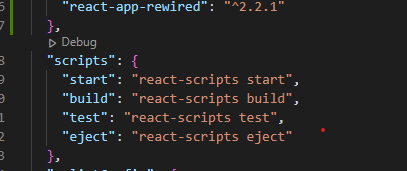 "react-app-rewired": "^2.2.1"
},
Debug
"scripts": {
"start": "react-scripts start",
"build": "react-scripts build",
"test": "react-scripts test",
"eject": "react-scripts eject"
},